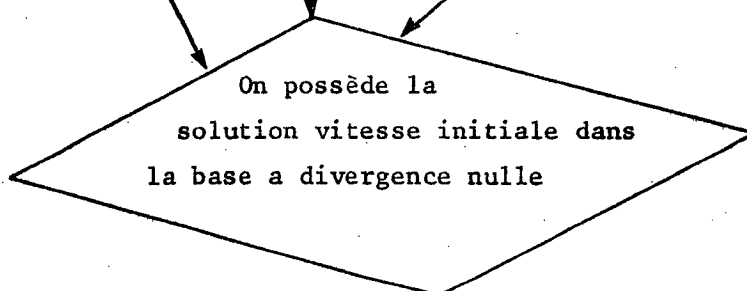 On possède la
solution vitesse initiale dans
la base a divergence nulle